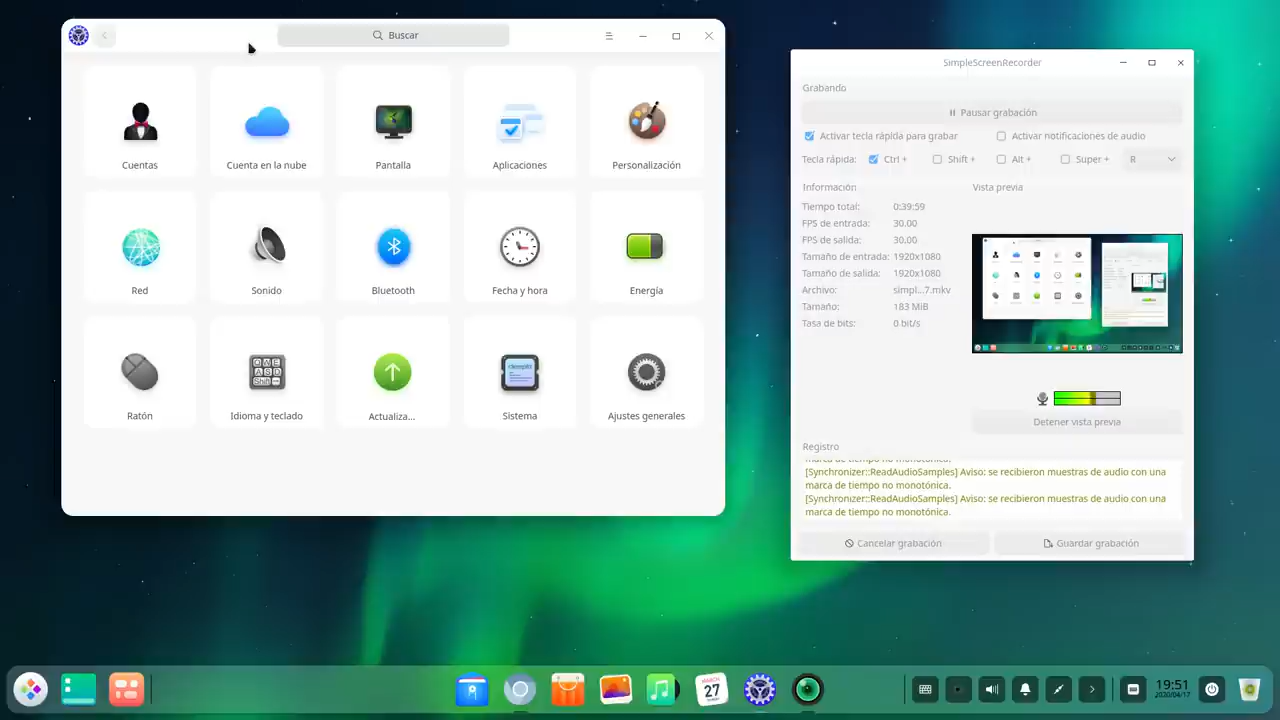 Buscar
Cuentas
Cuenta en la nube
Pantalla
Aplicaciones
Personalización
Red
Sonido
Bluetooth
Fecha y hora
Energía
Ratón
Idioma y teclado
Actualiza...
Sistema
Ajustes generales
SimpleScreenRecorder
Grabando
Pausar grabación
Activar tecla rápida para grabar
Activar notificaciones de audio
Tecla rápida: Ctrl + Shift + Alt + Super + R
Información
Vista previa
Tiempo total: 0:39:59
FPS de entrada: 30.00
FPS de salida: 30.00
Tamaño de entrada: 1920x1080
Tamaño de salida: 1920x1080
Archivo: simpl...7.mkv
Tamaño: 183 MiB
Tasa de bits: 0 bit/s
Detener vista previa
Registro
marca de tiempo no monotónica.
[Synchronizer::ReadAudioSamples] Aviso: se recibieron muestras de audio con una
marca de tiempo no monotónica.
[Synchronizer::ReadAudioSamples] Aviso: se recibieron muestras de audio con una
marca de tiempo no monotónica.
Cancelar grabación
Guardar grabación
MARCH
27
19:51
2020/04/17